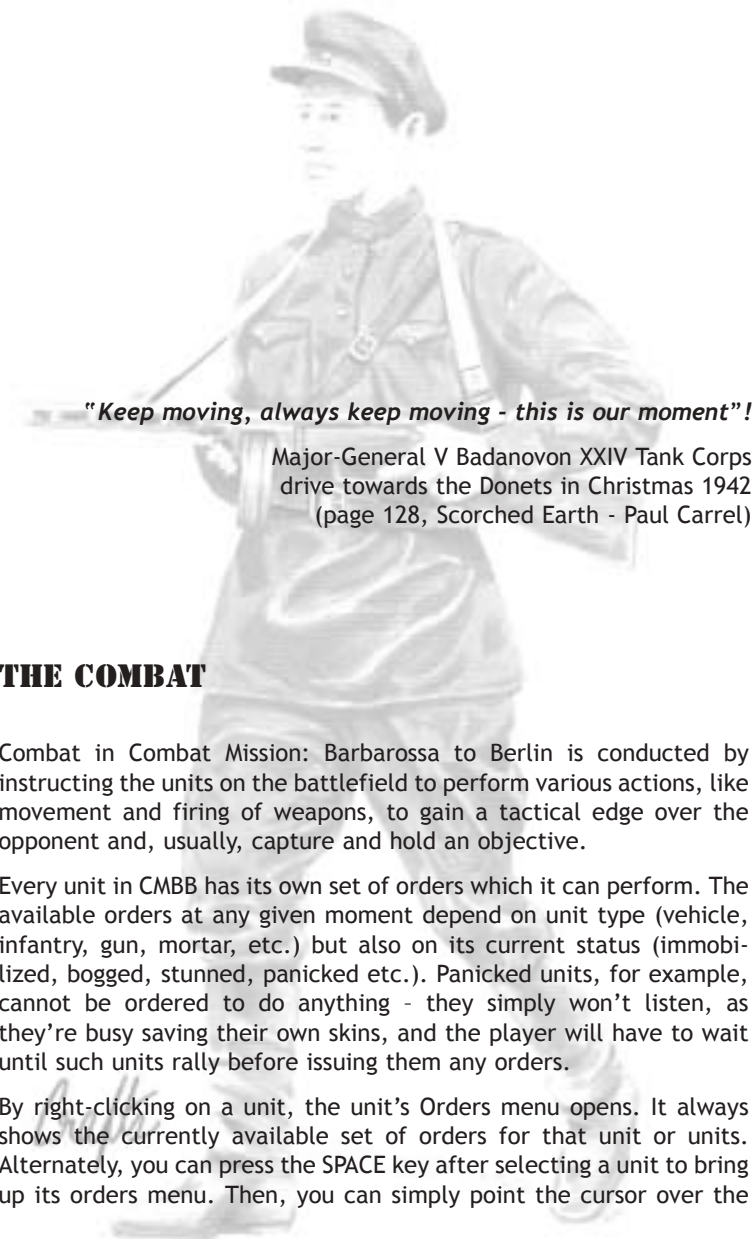 "Keep moving, always keep moving - this is our moment"!
Major-General V Badanovon XXIV Tank Corps
drive towards the Donets in Christmas 1942
(page 128, Scorched Earth - Paul Carrel)
THE COMBAT
Combat in Combat Mission: Barbarossa to Berlin is conducted by
instructing the units on the battlefield to perform various actions, like
movement and firing of weapons, to gain a tactical edge over the
opponent and, usually, capture and hold an objective.
Every unit in CMBB has its own set of orders which it can perform. The
available orders at any given moment depend on unit type (vehicle,
infantry, gun, mortar, etc.) but also on its current status (immobi-
lized, bogged, stunned, panicked etc.). Panicked units, for example,
cannot be ordered to do anything – they simply won't listen, as
they're busy saving their own skins, and the player will have to wait
until such units rally before issuing them any orders.
By right-clicking on a unit, the unit's Orders menu opens. It always
shows the currently available set of orders for that unit or units.
Alternately, you can press the SPACE key after selecting a unit to bring
up its orders menu. Then, you can simply point the cursor over the